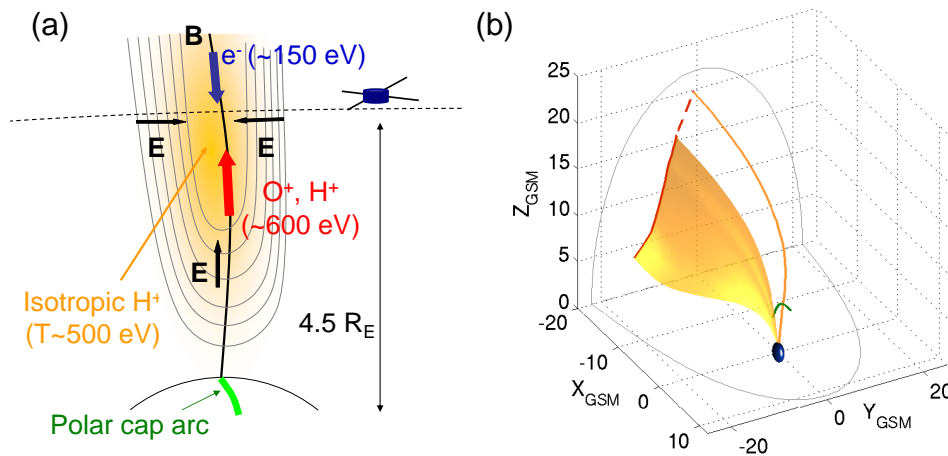 (a)
B
e⁻ (~150 eV)
E
E
O⁺, H⁺
(~600 eV)
E
Isotropic H⁺
(T~500 eV)
4.5 R_E
Polar cap arc
(b)
25
20
15
10
5
0
Z_GSM
-20
-10
0
10
X_GSM
-20
0
20
Y_GSM